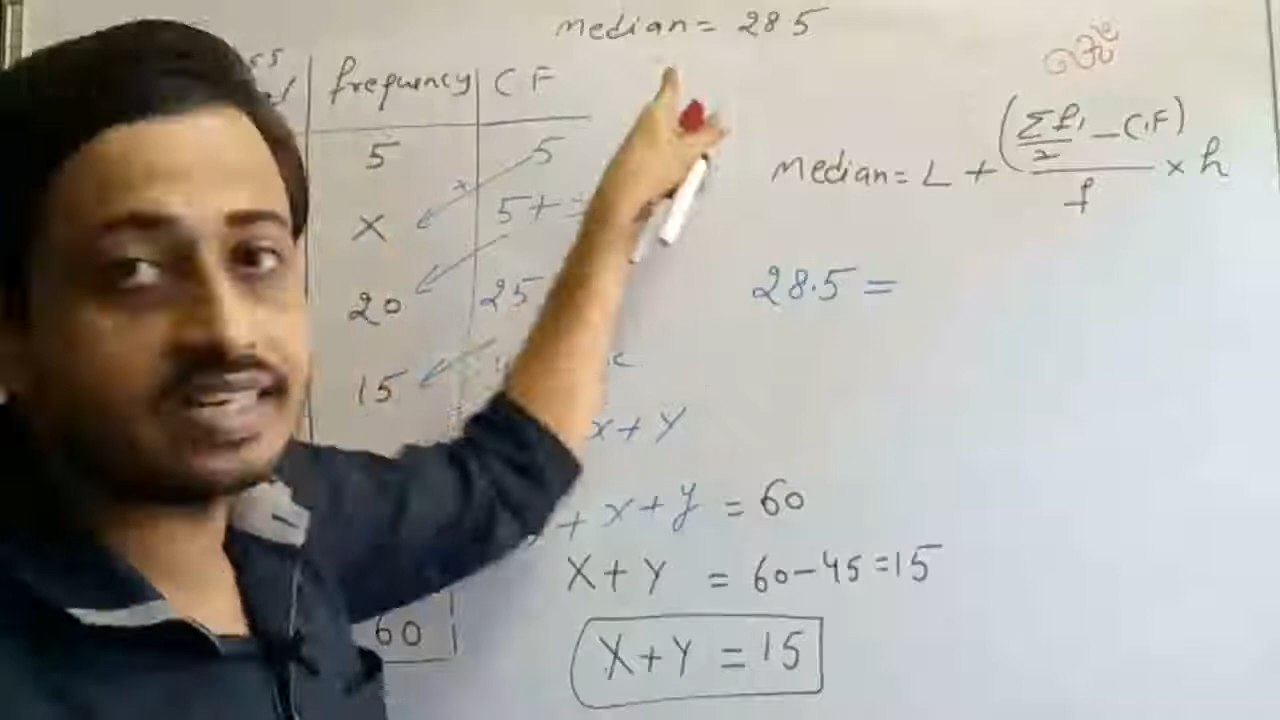 median = 28.5
frequency CF
5 5
x 5+
20 25
15
x+y
+ x+y = 60
x+y = 60-45=15
60
x+y = 15
median = L + (Σfi/2 - C.F)/f × h
28.5 =